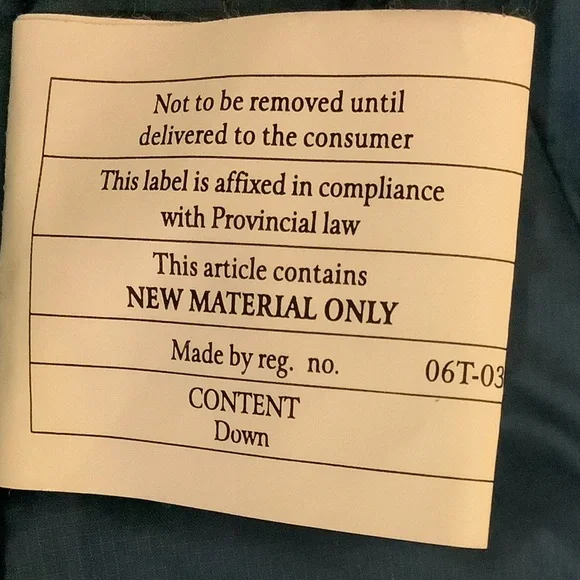 Not to be removed until
delivered to the consumer
This label is affixed in compliance
with Provincial law
This article contains
NEW MATERIAL ONLY
Made by reg. no. 06T-03
CONTENT
Down